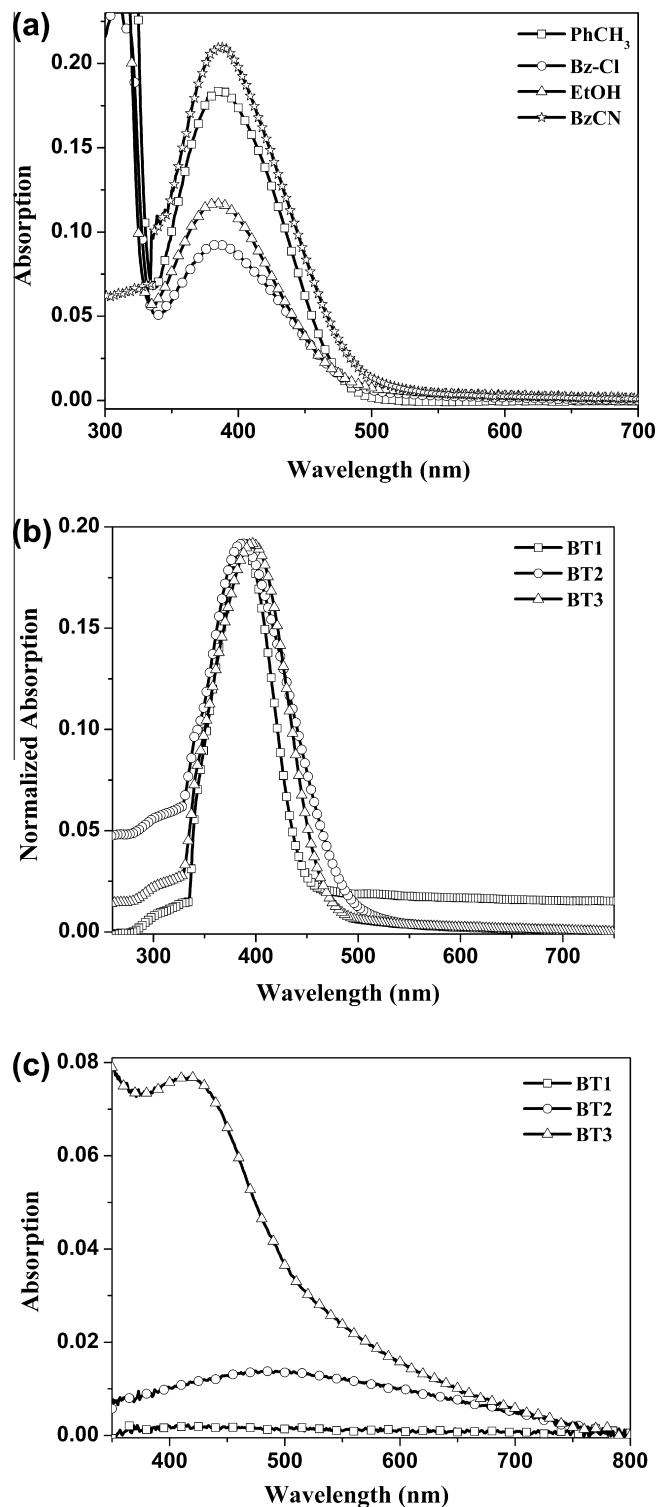 (a)
PhCH₃
Bz-Cl
EtOH
BzCN
0.20
0.15
0.10
0.05
0.00
Absorption
300 400 500 600 700
Wavelength (nm)
(b)
BT1
BT2
BT3
0.20
0.15
0.10
0.05
0.00
Normalized Absorption
300 400 500 600 700
Wavelength (nm)
(c)
BT1
BT2
BT3
0.08
0.06
0.04
0.02
0.00
Absorption
400 500 600 700 800
Wavelength (nm)